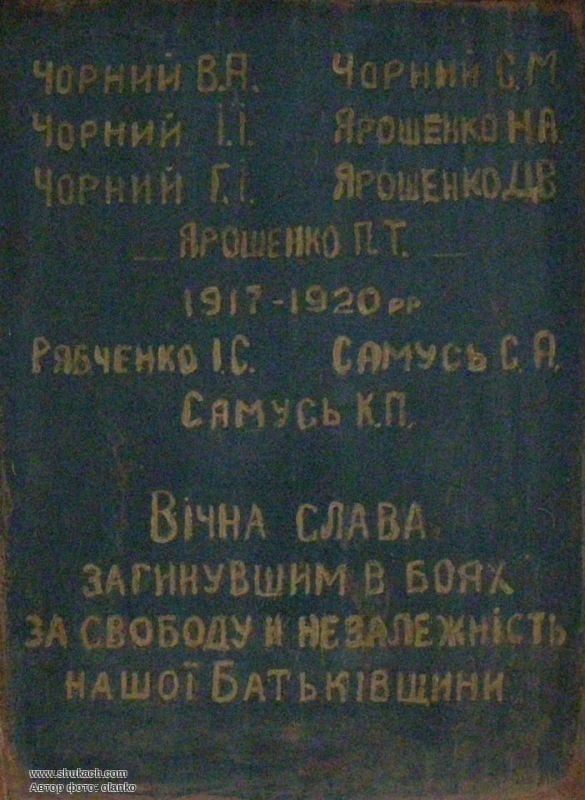 Чорний В.А. Чорний С.М.
Чорний І.І. Ярошенко Н.А.
Чорний Г.І. Ярошенко Д.В.
Ярошенко П.Т.
1917-1920 рр
Рябченко І.С. Самусь С.А.
Самусь К.П.
Вічна слава
загинувшим в боях
за свободу и незалежність
нашої Батьківщини
www.shukach.com
Автор фото: olanko